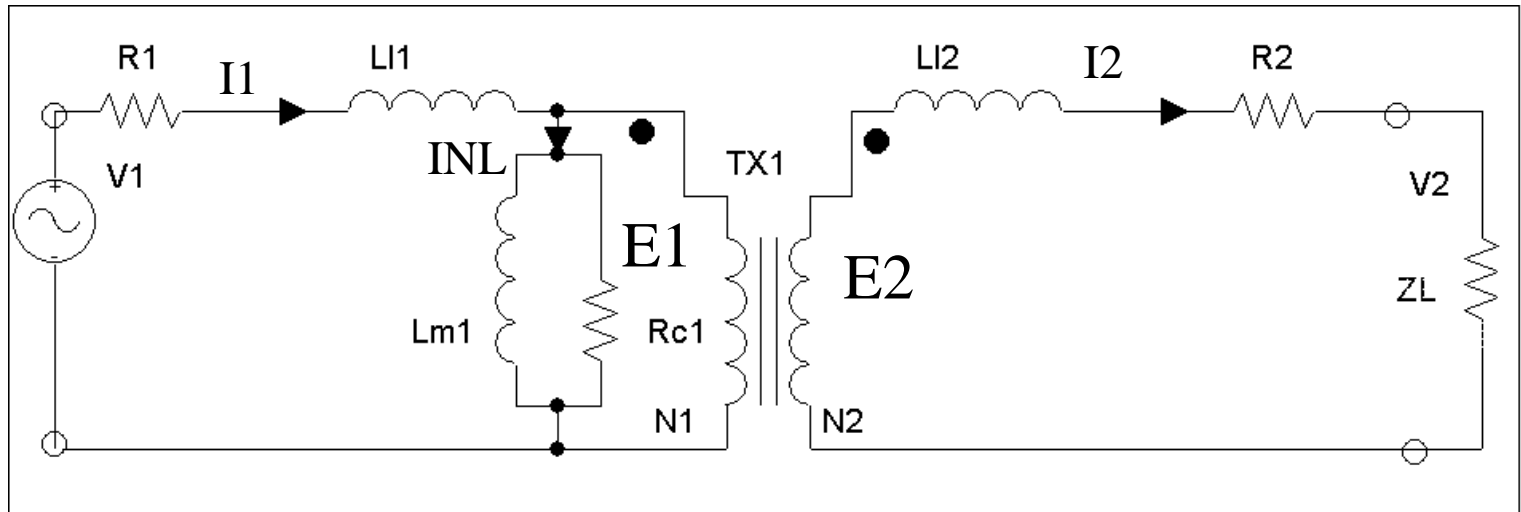 R1
I1
Ll1
Ll2
I2
R2
V1
INL
TX1
V2
E1
E2
ZL
Lm1
Rc1
N1
N2
+
-